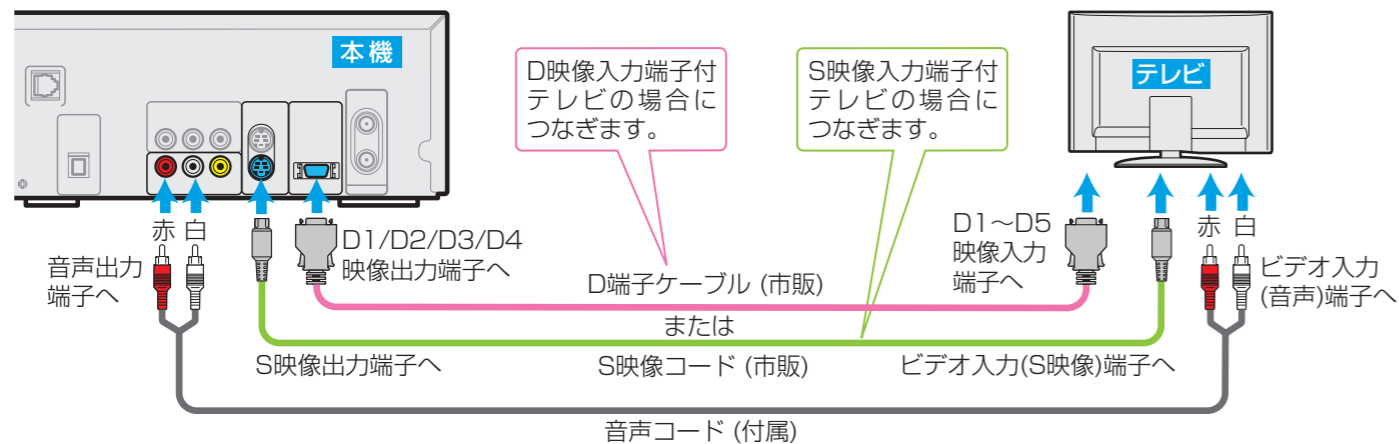 本機
D映像入力端子付
テレビの場合に
つなぎます。
S映像入力端子付
テレビの場合に
つなぎます。
テレビ
赤 白
音声出力
端子へ
D1/D2/D3/D4
映像出力端子へ
D1～D5
映像入力
端子へ
赤 白
ビデオ入力
(音声)端子へ
D端子ケーブル (市販)
または
S映像出力端子へ
S映像コード (市販)
ビデオ入力(S映像)端子へ
音声コード (付属)